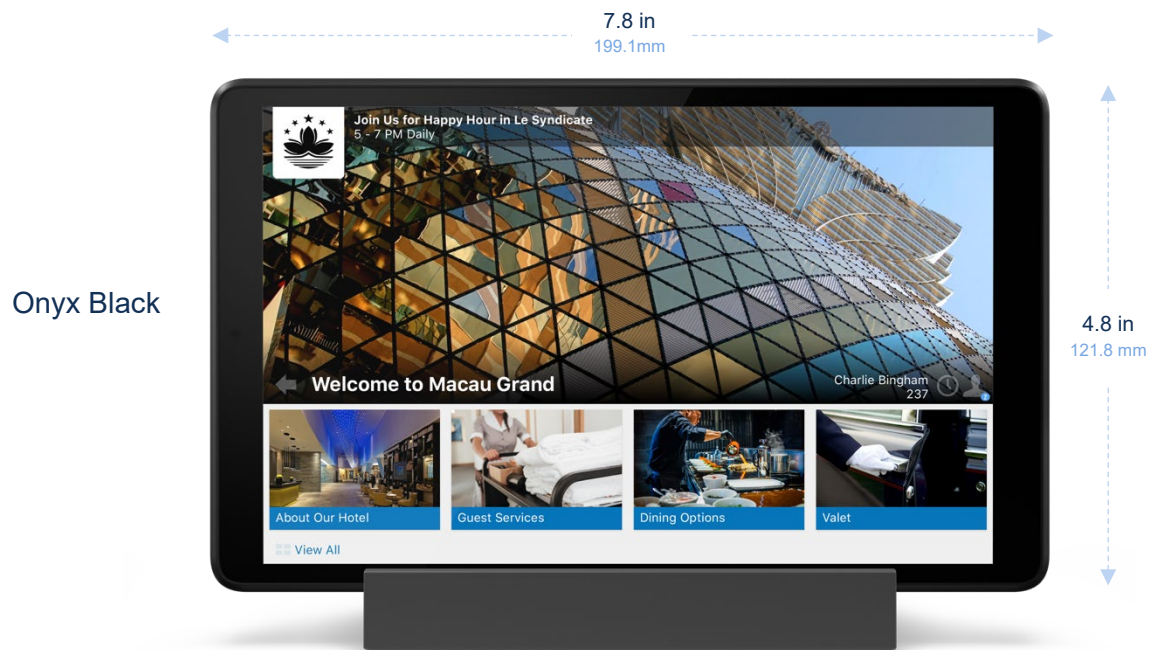 7.8 in
199.1mm
Join Us for Happy Hour in Le Syndicate
5 - 7 PM Daily
Onyx Black
4.8 in
121.8 mm
Welcome to Macau Grand
Charlie Bingham
237
About Our Hotel
Guest Services
Dining Options
Valet
View All